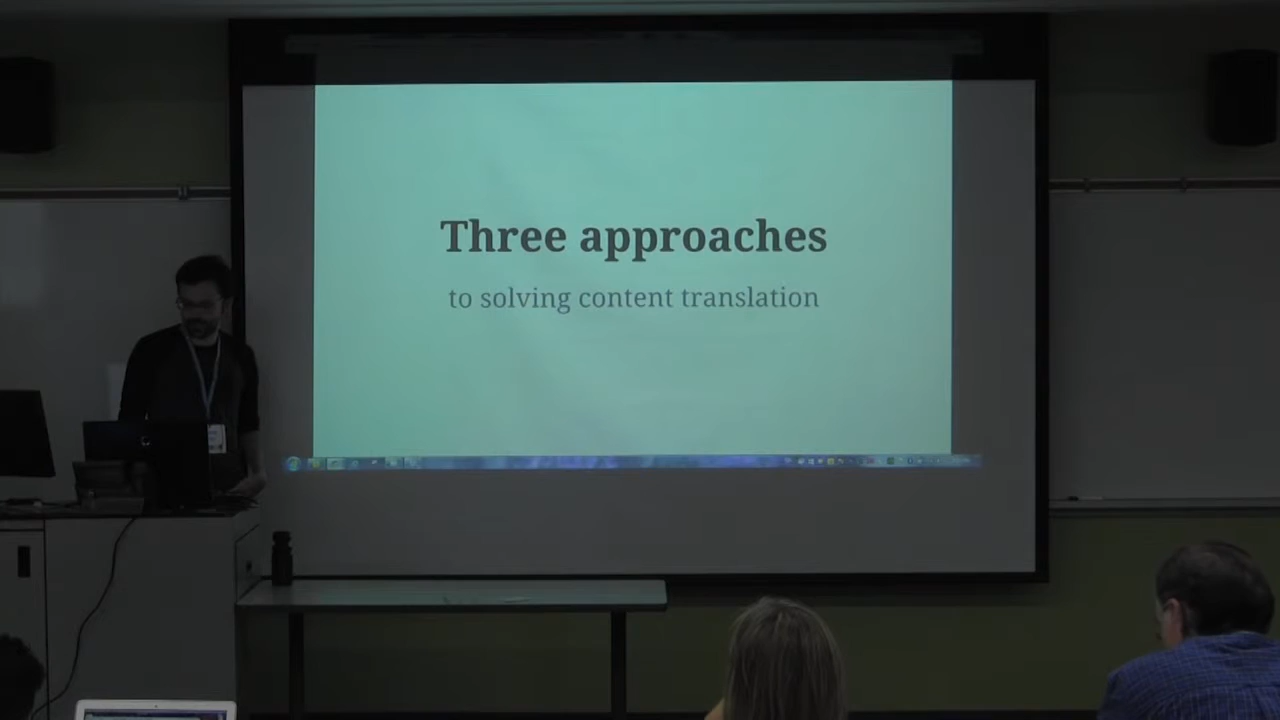 Three approaches
to solving content translation